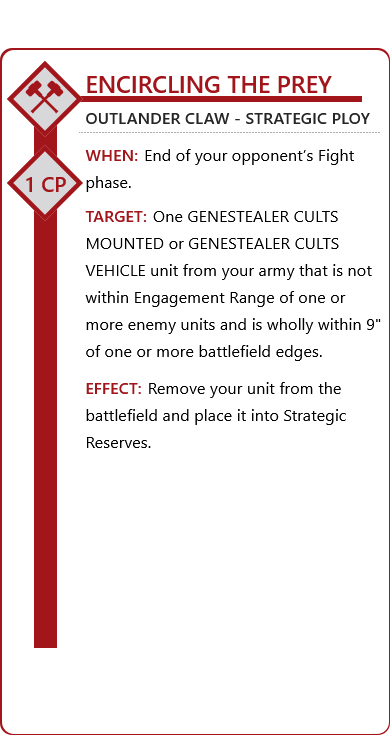 ENCIRCLING THE PREY
OUTLANDER CLAW - STRATEGIC PLOY
1 CP
WHEN: End of your opponent’s Fight
phase.
TARGET: One GENESTEALER CULTS
MOUNTED or GENESTEALER CULTS
VEHICLE unit from your army that is not
within Engagement Range of one or
more enemy units and is wholly within 9"
of one or more battlefield edges.
EFFECT: Remove your unit from the
battlefield and place it into Strategic
Reserves.